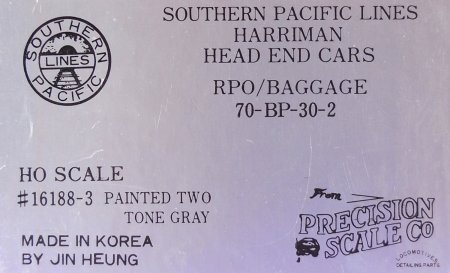 SOUTHERN PACIFIC LINES
HARRIMAN
HEAD END CARS
RPO/BAGGAGE
70-BP-30-2
SOUTHERN
LINES
PACIFIC
HO SCALE
#16188-3 PAINTED TWO
TONE GRAY
MADE IN KOREA
BY JIN HEUNG
From
PRECISION
SCALE CO
LOCOMOTIVES
DETAILING PARTS